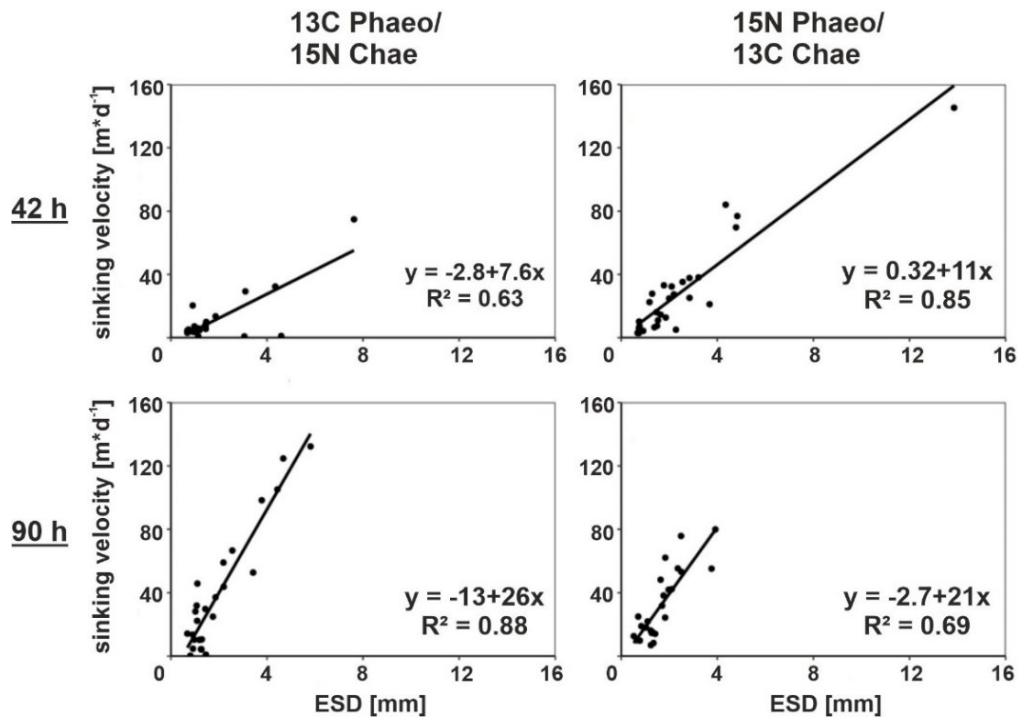 13C Phaeo/
15N Chae
15N Phaeo/
13C Chae
42 h
sinking velocity [m*d⁻¹]
160
120
80
40
0
4
8
12
16
y = -2.8+7.6x
R² = 0.63
160
120
80
40
0
4
8
12
16
y = 0.32+11x
R² = 0.85
90 h
sinking velocity [m*d⁻¹]
160
120
80
40
0
4
8
12
16
y = -13+26x
R² = 0.88
ESD [mm]
160
120
80
40
0
4
8
12
16
y = -2.7+21x
R² = 0.69
ESD [mm]